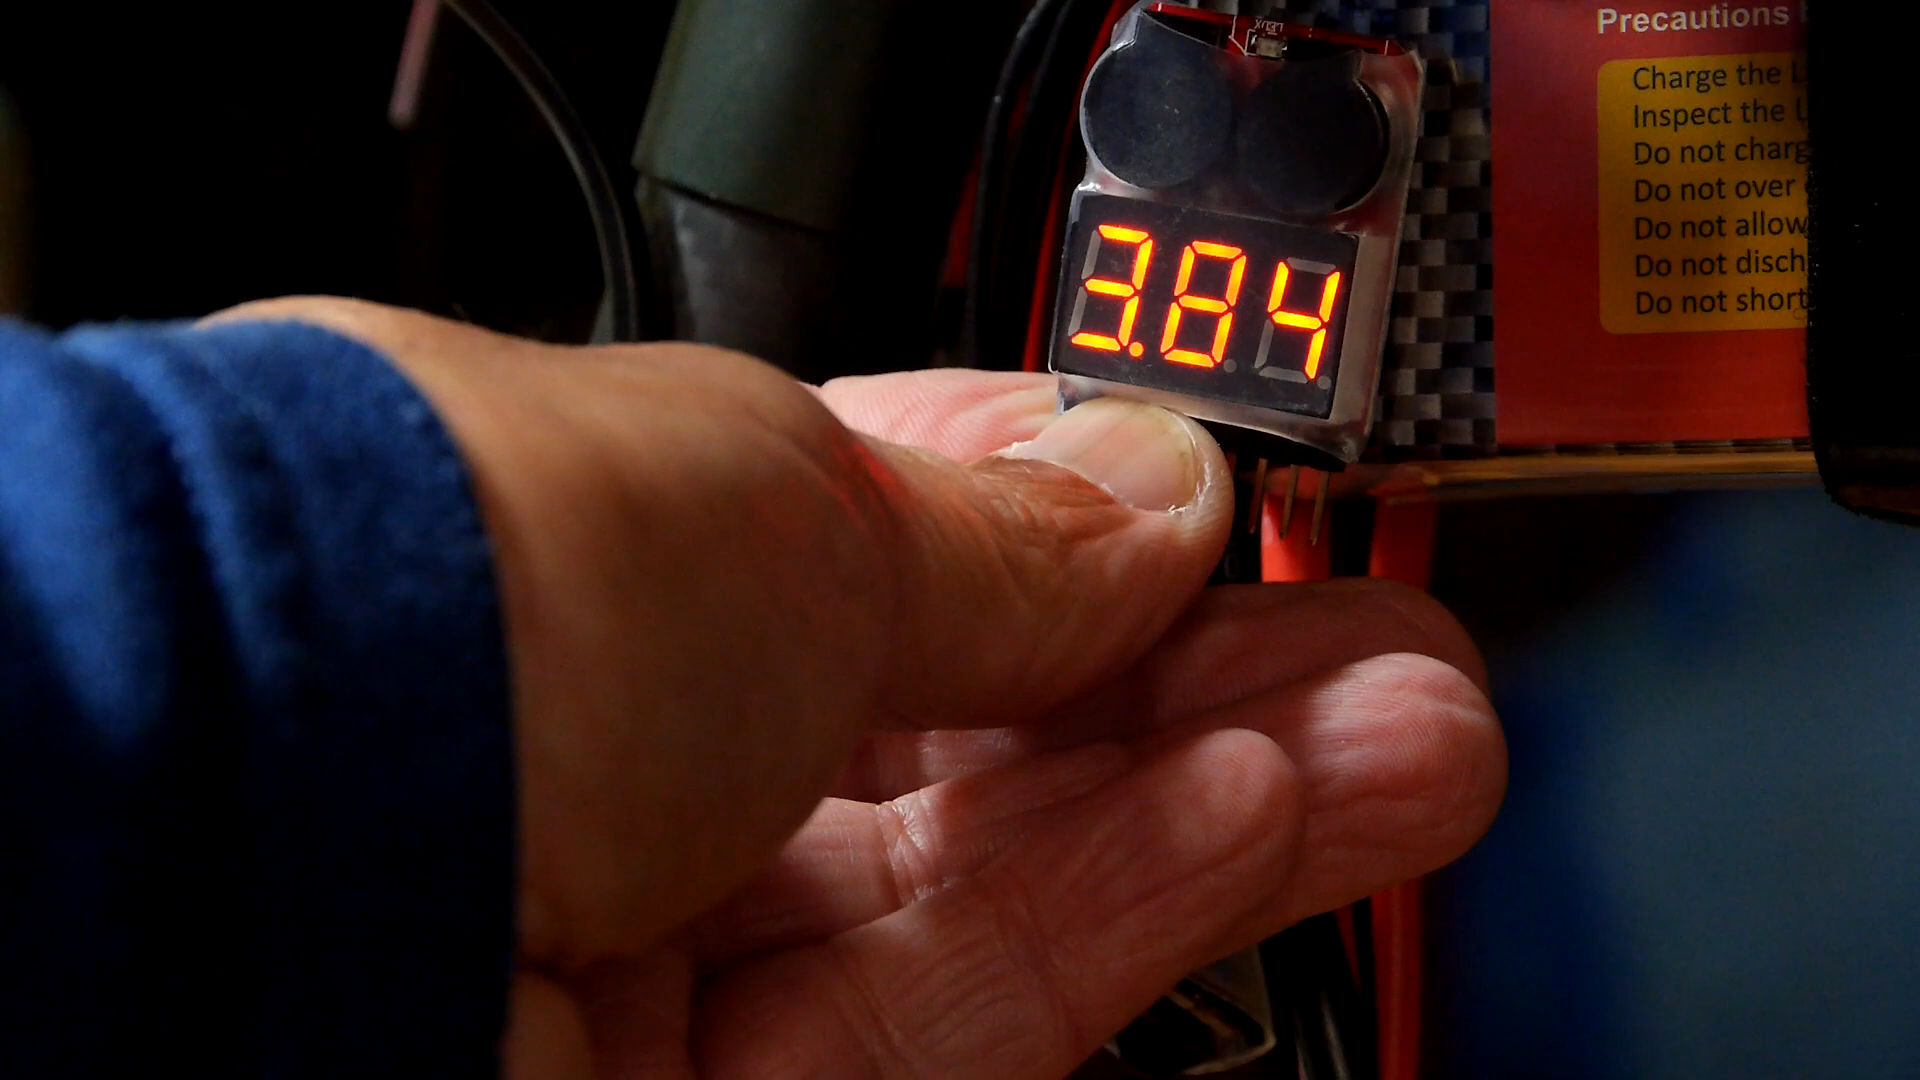 3.84
Precautions
Charge the
Inspect the
Do not charg
Do not over
Do not allow
Do not disch
Do not short